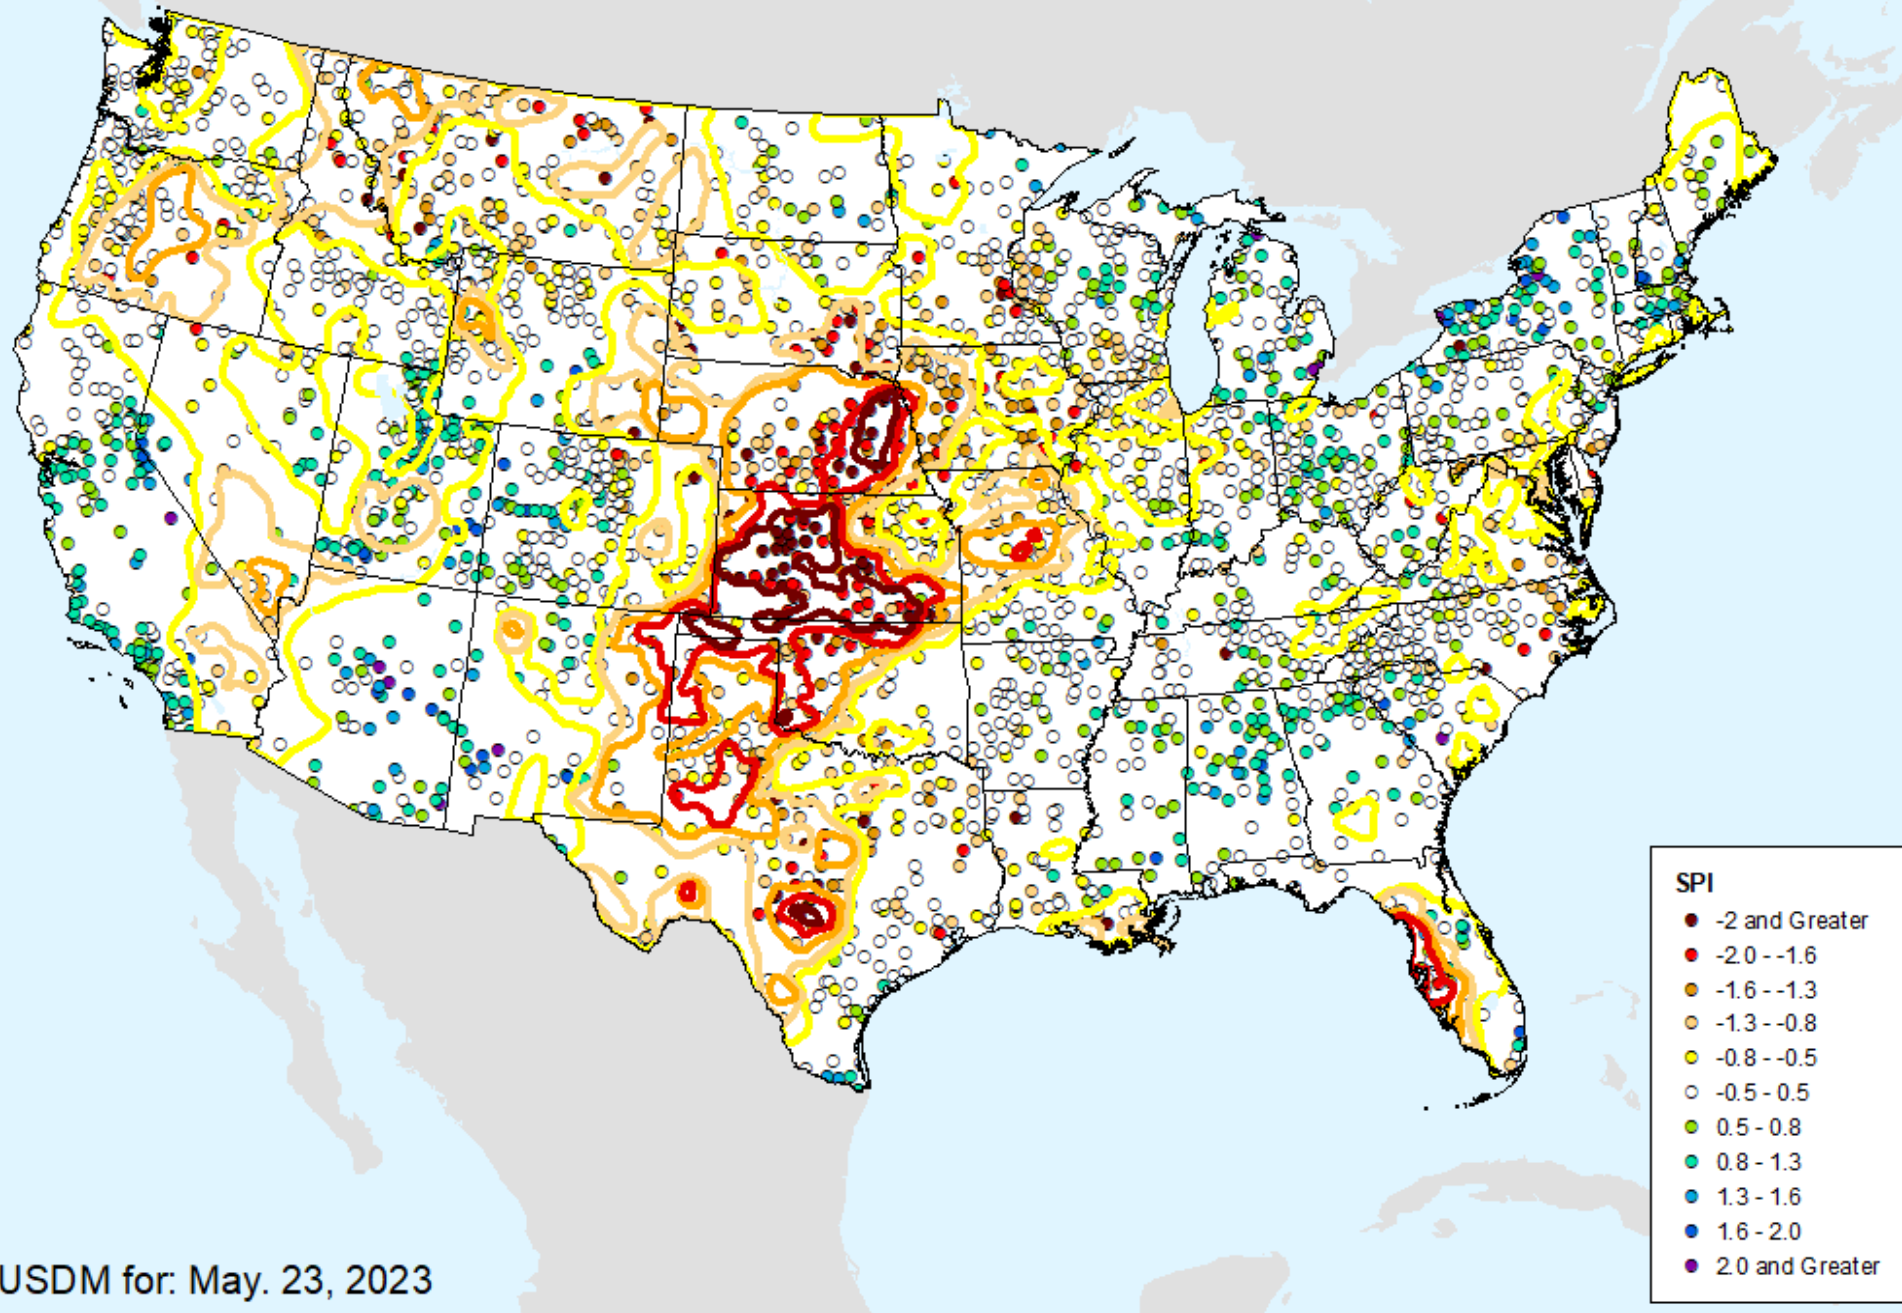 SPI
-2 and Greater
-2.0 - -1.6
-1.6 - -1.3
-1.3 - -0.8
-0.8 - -0.5
-0.5 - 0.5
0.5 - 0.8
0.8 - 1.3
1.3 - 1.6
1.6 - 2.0
2.0 and Greater
USDM for: May. 23, 2023